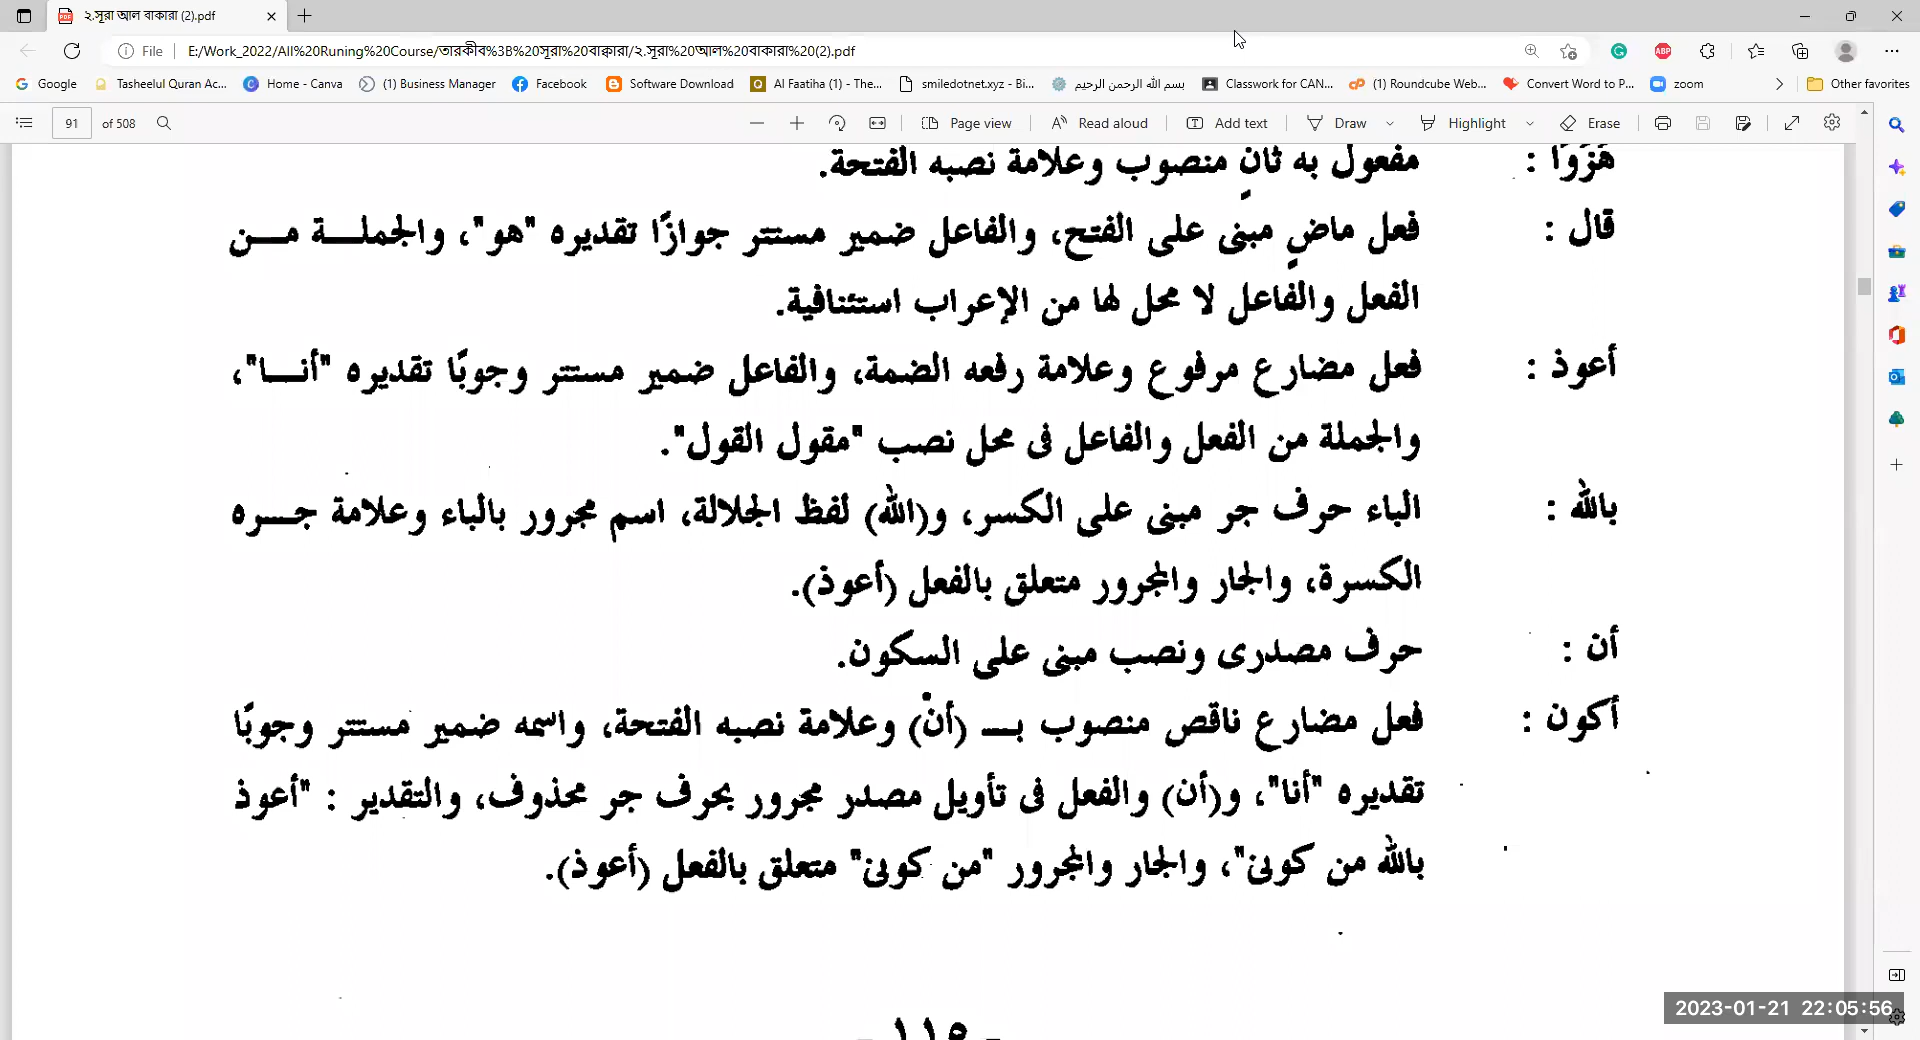 ২.সূরা আল বাকারা (2).pdf
File | E:/Work_2022/All%20Runing%20Course/তারকীব%3B%20সূরা%20বাক্বারা/২.সূরা%20আল%20বাকারা%20(2).pdf
Google Tasheelul Quran Ac... Home - Canva (1) Business Manager Facebook Software Download Al Faatiha (1) - The... smiledotnet.xyz - Bi... بسم الله الرحمن الرحيم Classwork for CAN... (1) Roundcube Web... Convert Word to P... zoom Other favorites
91 of 508 Page view Read aloud Add text Draw Highlight Erase
هُزُوًا : مفعول به ثانٍ منصوب وعلامة نصبه الفتحة.
قال : فعل ماضٍ مبنى على الفتح، والفاعل ضمير مستتر جوازًا تقديره "هو"، والجملـــة مـــن
الفعل والفاعل لا محل لها من الإعراب استئنافية.
أعوذ : فعل مضارع مرفوع وعلامة رفعه الضمة، والفاعل ضمير مستتر وجوبًا تقديره "أنـــا"،
والجملة من الفعل والفاعل فى محل نصب "مقول القول".
بالله : الباء حرف جر مبنى على الكسر، و(الله) لفظ الجلالة، اسم مجرور بالباء وعلامة جـــره
الكسرة، والجار والمجرور متعلق بالفعل (أعوذ).
أن : حرف مصدرى ونصب مبنى على السكون.
أكون : فعل مضارع ناقص منصوب بـــ (أنْ) وعلامة نصبه الفتحة، واسمه ضمير مستتر وجوبًا
تقديره "أنا"، و(أن) والفعل فى تأويل مصدر مجرور بحرف جر محذوف، والتقدير : "أعوذ
بالله من كونى"، والجار والمجرور "من كونى" متعلق بالفعل (أعوذ).
2023-01-21 22:05:56
- ١١٥ -